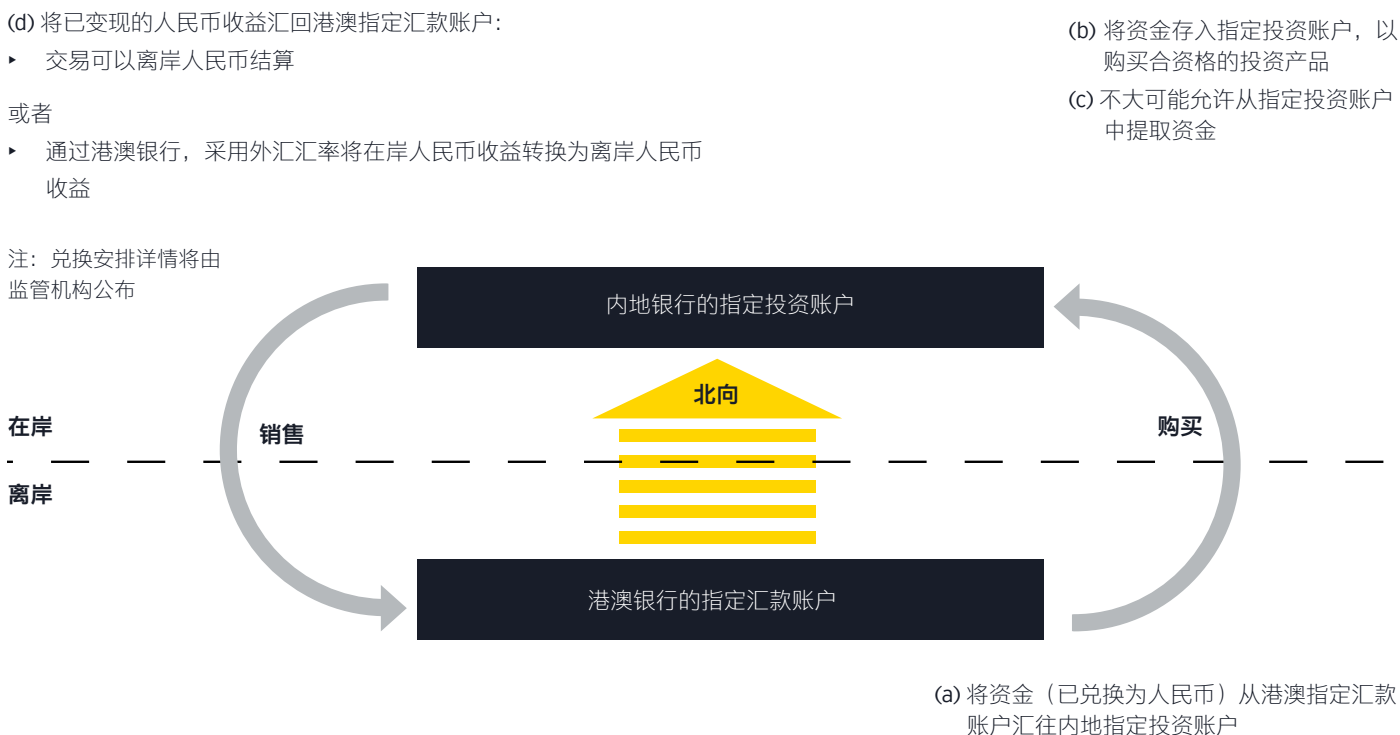 (d) 将已变现的人民币收益汇回港澳指定汇款账户：
‣ 交易可以离岸人民币结算
或者
‣ 通过港澳银行，采用外汇汇率将在岸人民币收益转换为离岸人民币
收益
(b) 将资金存入指定投资账户，以
购买合资格的投资产品
(c) 不大可能允许从指定投资账户
中提取资金
注：兑换安排详情将由
监管机构公布
内地银行的指定投资账户
北向
在岸
销售
购买
离岸
港澳银行的指定汇款账户
(a) 将资金（已兑换为人民币）从港澳指定汇款
账户汇往内地指定投资账户